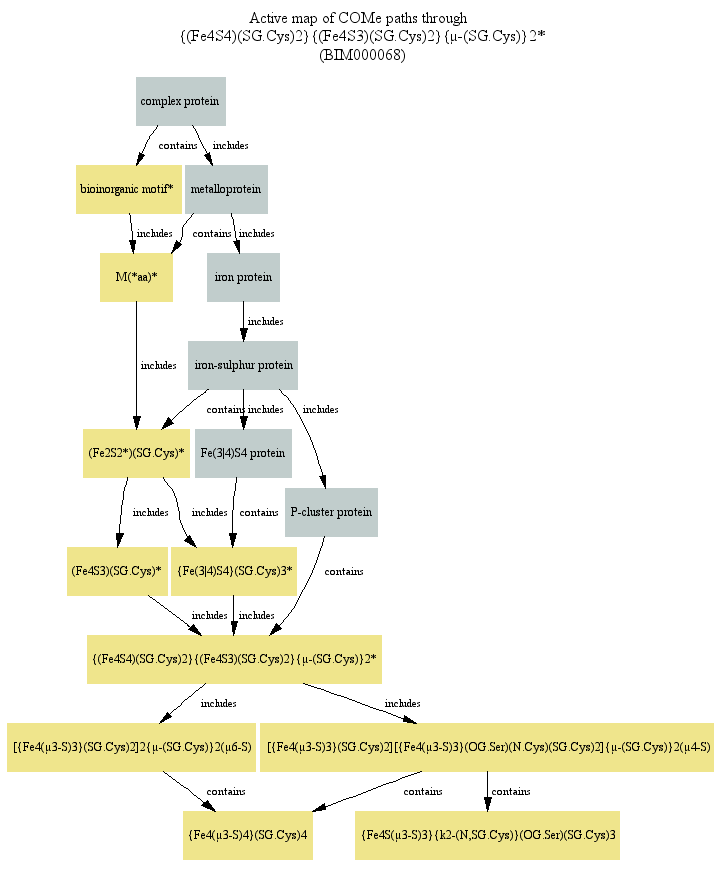 Active map of COMe paths through
{(Fe4S4)(SG.Cys)2}{(Fe4S3)(SG.Cys)2}{μ-(SG.Cys)}2*
(BIM000068)
complex protein
contains
includes
bioinorganic motif*
metalloprotein
includes
contains
includes
M(*aa)*
iron protein
includes
includes
iron-sulphur protein
contains
includes
includes
(Fe2S2*)(SG.Cys)*
Fe(3|4)S4 protein
P-cluster protein
includes
includes
contains
(Fe4S3)(SG.Cys)*
{Fe(3|4)S4}(SG.Cys)3*
contains
includes
includes
{(Fe4S4)(SG.Cys)2}{(Fe4S3)(SG.Cys)2}{μ-(SG.Cys)}2*
includes
includes
[{Fe4(μ3-S)3}(SG.Cys)2]2{μ-(SG.Cys)}2(μ6-S)
[{Fe4(μ3-S)3}(SG.Cys)2][{Fe4(μ3-S)3}(OG.Ser)(N.Cys)(SG.Cys)2]{μ-(SG.Cys)}2(μ4-S)
contains
contains
contains
{Fe4(μ3-S)4}(SG.Cys)4
{Fe4S(μ3-S)3}{k2-(N,SG.Cys)}(OG.Ser)(SG.Cys)3